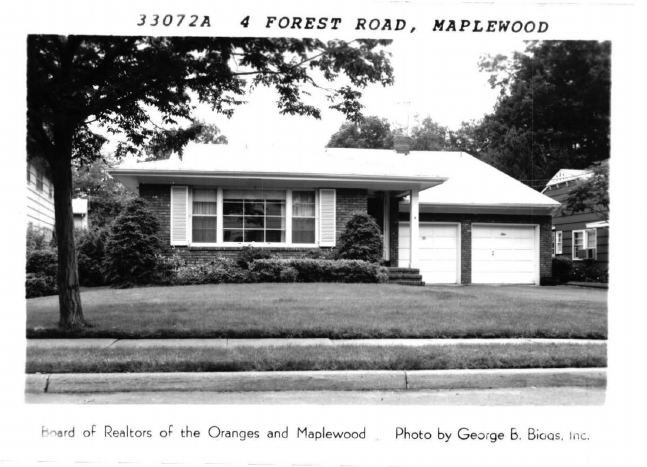 33072A 4 FOREST ROAD, MAPLEWOOD
Board of Realtors of the Oranges and Maplewood Photo by George B. Biggs, Inc.